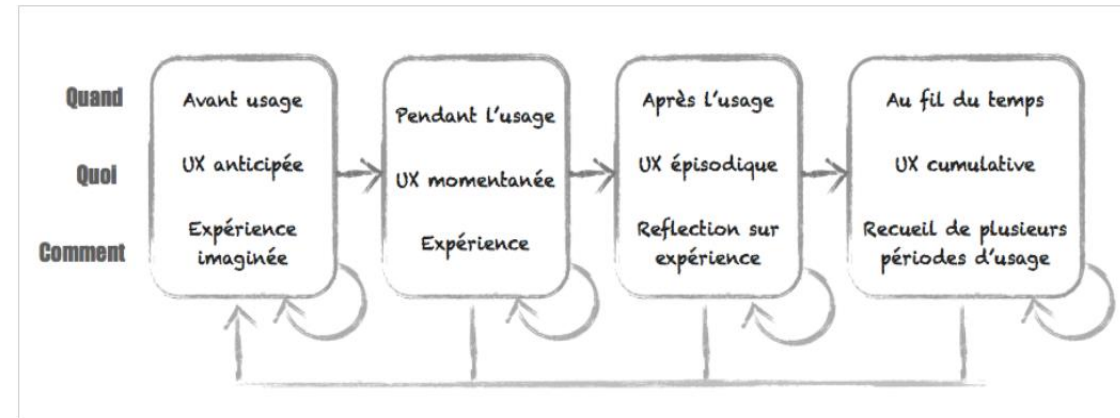 Quand
Avant usage
Pendant l'usage
Après l'usage
Au fil du temps
Quoi
UX anticipée
UX momentanée
UX épisodique
UX cumulative
Comment
Expérience
imaginée
Expérience
Reflection sur
expérience
Recueil de plusieurs
périodes d'usage